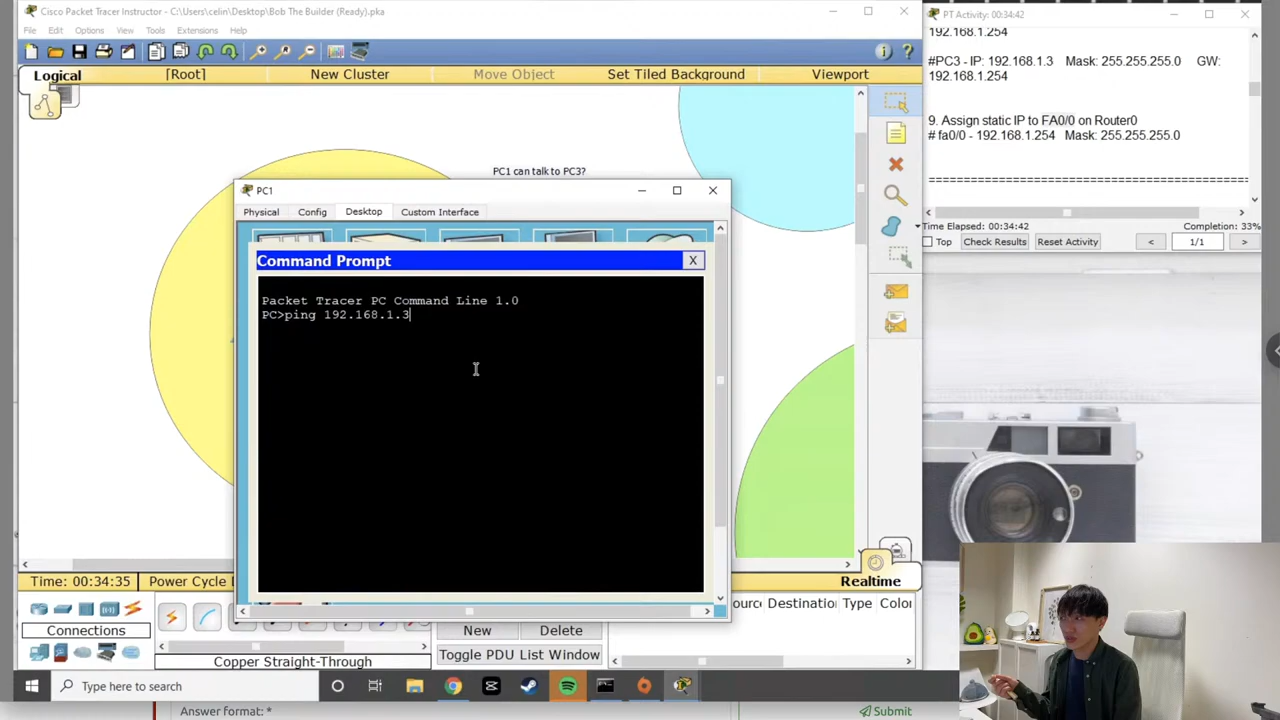 Cisco Packet Tracer Instructor - C:\Users\celin\Desktop\Bob The Builder (Ready).pka
File Edit Options View Tools Extensions Help
Logical [Root] New Cluster Move Object Set Tiled Background Viewport
PC1 can talk to PC3?
PC1
Physical Config Desktop Custom Interface
Command Prompt X
Packet Tracer PC Command Line 1.0
PC>ping 192.168.1.3
Time: 00:34:35 Power Cycle Realtime
Connections
Copper Straight-Through
New Delete
Toggle PDU List Window
Destination Type Color
PT Activity: 00:34:42
192.168.1.254
#PC3 - IP: 192.168.1.3 Mask: 255.255.255.0 GW:
192.168.1.254
9. Assign static IP to FA0/0 on Router0
# fa0/0 - 192.168.1.254 Mask: 255.255.255.0
Time Elapsed: 00:34:42 Completion: 33%
Top Check Results Reset Activity < 1/1 >
Type here to search
Answer format: *
Submit